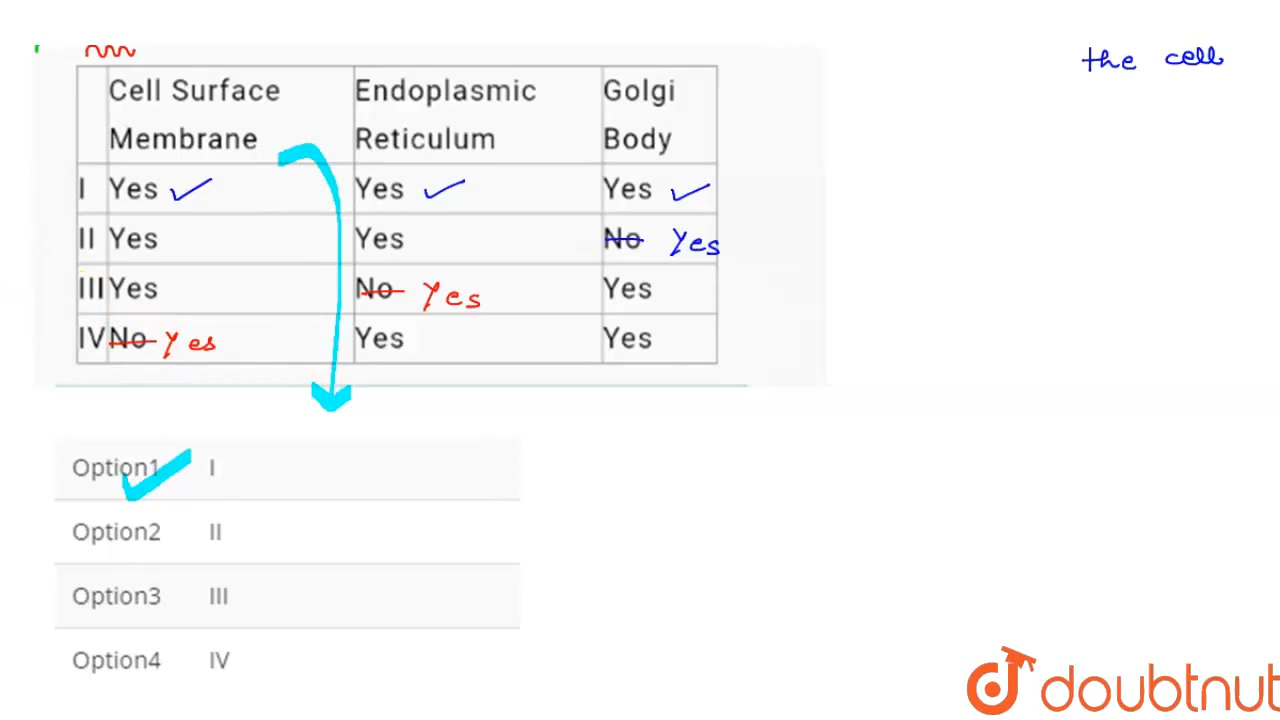 the cell
Cell Surface Membrane Endoplasmic Reticulum Golgi Body
I Yes Yes Yes
II Yes Yes No Yes
III Yes No Yes Yes
IV No Yes Yes Yes
Option1 I
Option2 II
Option3 III
Option4 IV
doubtnut